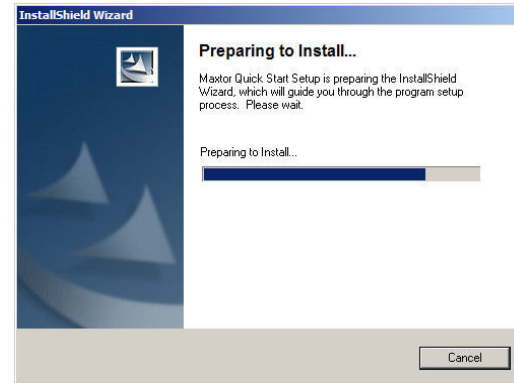 InstallShield Wizard
Preparing to Install...
Maxtor Quick Start Setup is preparing the InstallShield
Wizard, which will guide you through the program setup
process. Please wait.
Preparing to Install...
Cancel